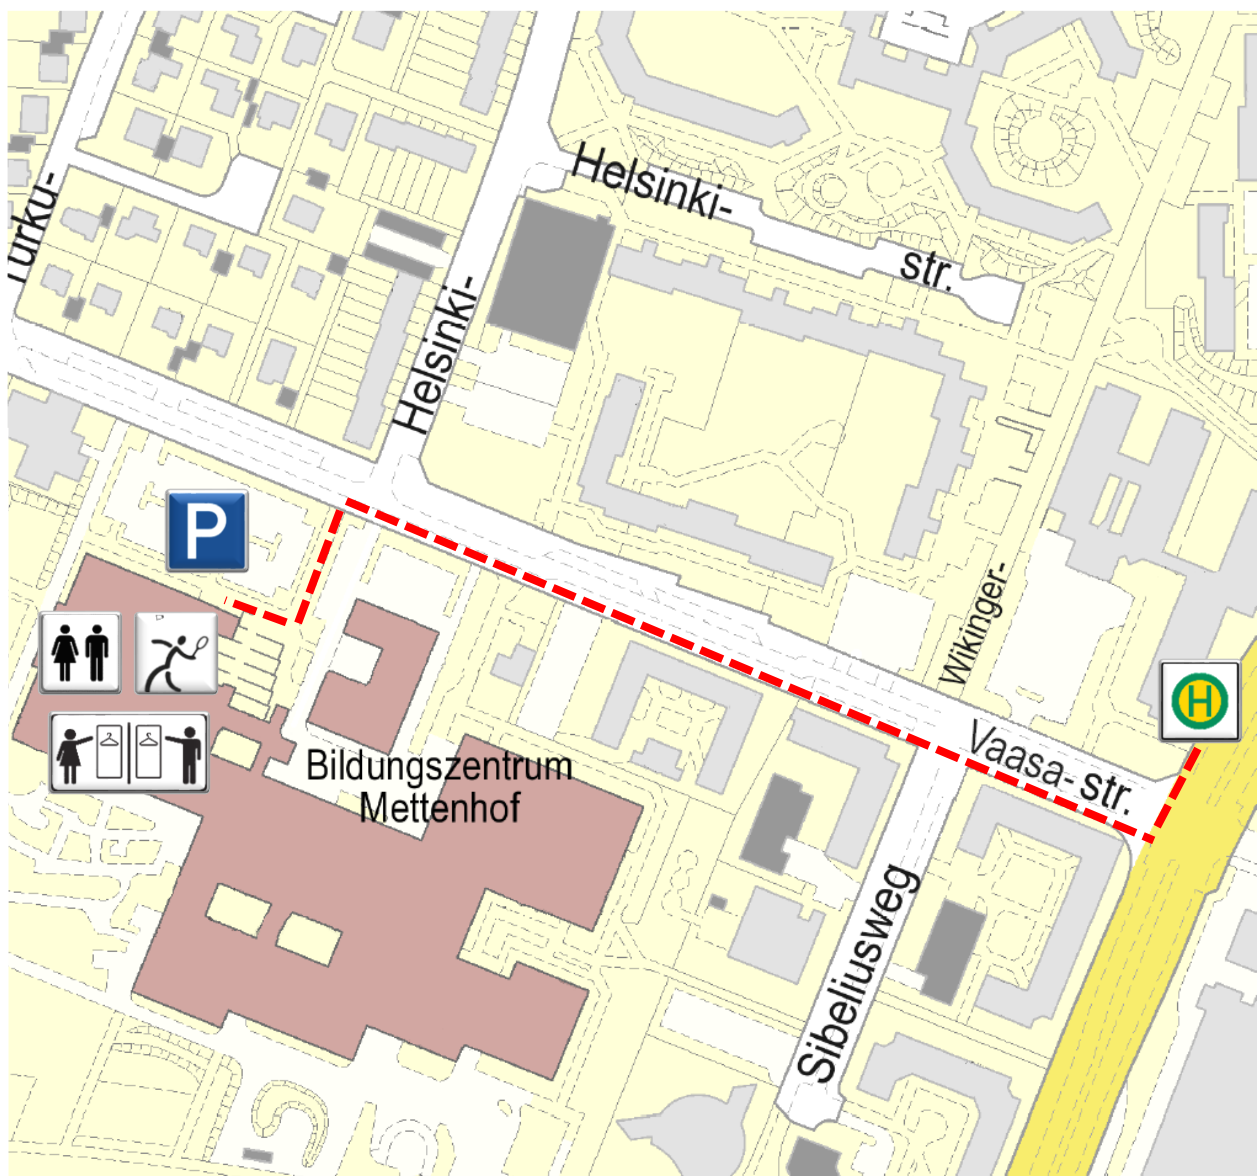 Helsinki-
str.
Turku-
Helsinki-
P
Wikinger-
H
Vaasa- str.
Bildungszentrum
Mettenhof
Sibeliusweg